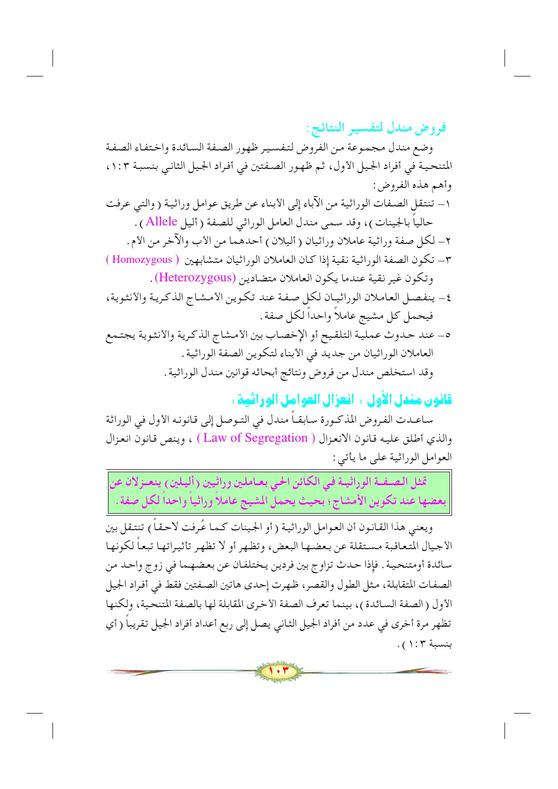 فروض مندل لتفسير النتائج:
وضع مندل مجموعة من الفروض لتفسير ظهور الصفة السائدة واختفاء الصفة
المتنحية في أفراد الجيل الأول، ثم ظهور الصفتين في أفراد الجيل الثاني بنسبة ٣:١،
وأهم هذه الفروض:
١- تنتقل الصفات الوراثية من الآباء إلى الأبناء عن طريق عوامل وراثية (والتي عرفت
حالياً بالجينات)، وقد سمى مندل العامل الوراثي للصفة (أليل Allele).
٢- لكل صفة وراثية عاملان وراثيان (أليلان) أحدهما من الأب والآخر من الأم.
٣- تكون الصفة الوراثية نقية إذا كان العاملان الوراثيان متشابهين (Homozygous)
وتكون غير نقية عندما يكون العاملان متضادين (Heterozygous).
٤- ينفصل العاملان الوراثيان لكل صفة عند تكوين الأمشاج الذكرية والأنثوية،
فيحمل كل مشيج عاملاً واحداً لكل صفة.
٥- عند حدوث عملية التلقيح أو الإخصاب بين الأمشاج الذكرية والأنثوية يجتمع
العاملان الوراثيان من جديد في الأبناء لتكوين الصفة الوراثية.
وقد استخلص مندل من فروض ونتائج أبحاثه قوانين مندل الوراثية.
قانون مندل الأول : انعزال العوامل الوراثية :
ساعدت الفروض المذكورة سابقاً مندل في التوصل إلى قانونه الأول في الوراثة
والذي أطلق عليه قانون الانعزال (Law of Segregation)، وينص قانون انعزال
العوامل الوراثية على ما يأتي:
تمثل الصفة الوراثية في الكائن الحي بعاملين وراثيين (أليلين) ينعزلان عن
بعضها عند تكوين الأمشاج؛ بحيث يحمل المشيج عاملاً وراثياً واحداً لكل صفة.
ويعني هذا القانون أن العوامل الوراثية (أو الجينات كما عُرفت لاحقاً) تنتقل بين
الأجيال المتعاقبة مستقلة عن بعضها البعض، وتظهر أو لا تظهر تأثيراتها تبعاً لكونها
سائدة أومتنحية. فإذا حدث تزاوج بين فردين يختلفان عن بعضهما في زوج واحد من
الصفات المتقابلة، مثل الطول والقصر، ظهرت إحدى هاتين الصفتين فقط في أفراد الجيل
الأول (الصفة السائدة)، بينما تعرف الصفة الأخرى المقابلة لها بالصفة المتنحية، ولكنها
تظهر مرة أخرى في عدد من أفراد الجيل الثاني يصل إلى ربع أعداد أفراد الجيل تقريباً (أي
بنسبة ٣:١).
١٠٣